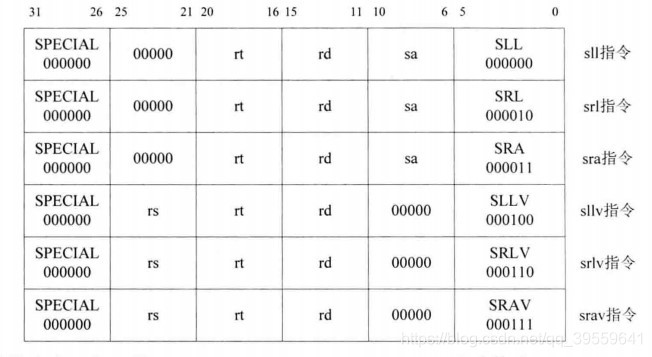 31 26 25 21 20 16 15 11 10 6 5 0
SPECIAL 000000 00000 rt rd sa SLL 000000 sll指令
SPECIAL 000000 00000 rt rd sa SRL 000010 srl指令
SPECIAL 000000 00000 rt rd sa SRA 000011 sra指令
SPECIAL 000000 rs rt rd 00000 SLLV 000100 sllv指令
SPECIAL 000000 rs rt rd 00000 SRLV 000110 srlv指令
SPECIAL 000000 rs rt rd 00000 SRAV 000111 srav指令
https://blog.csdn.net/qq_39559641